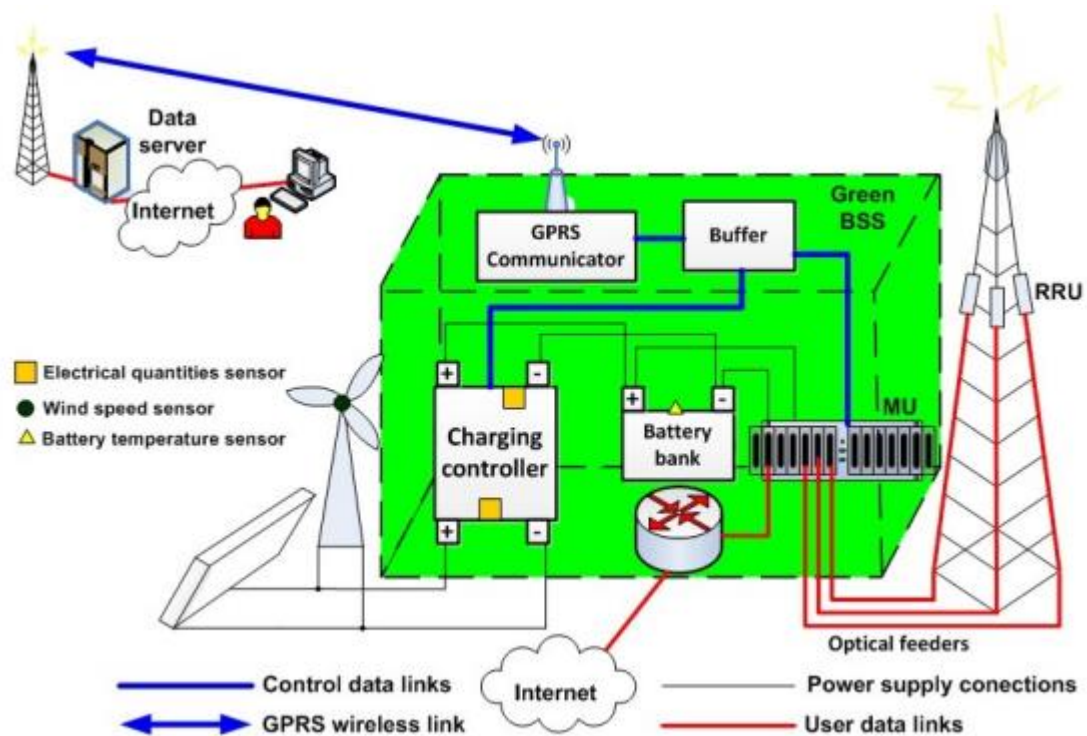 Data
server
Internet
Green
BSS
GPRS
Communicator
Buffer
RRU
Electrical quantities sensor
Wind speed sensor
Battery temperature sensor
+ -
+ -
MU
Charging
controller
Battery
bank
+ -
Optical feeders
Internet
Control data links
Power supply conections
GPRS wireless link
User data links